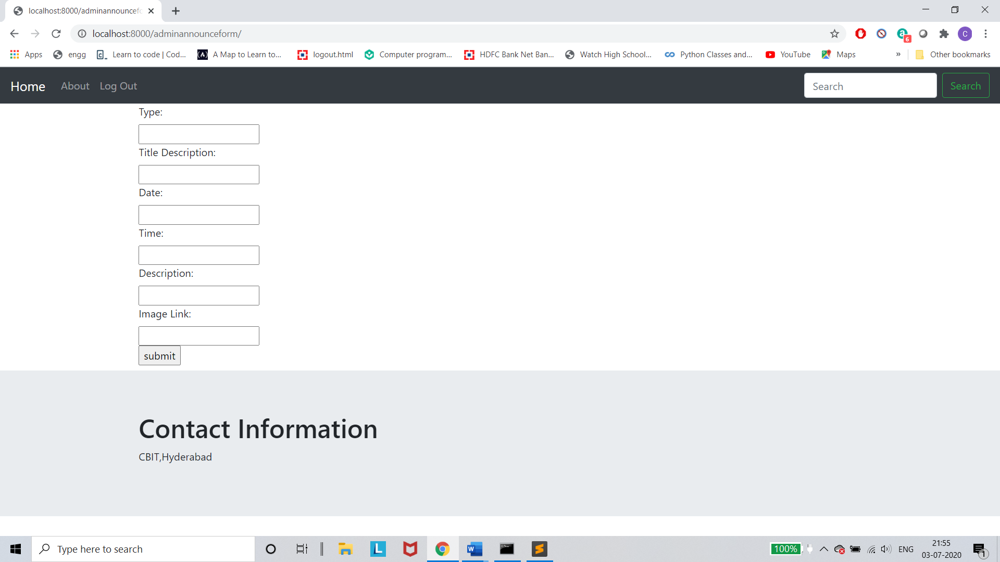 localhost:8000/adminannouncefo
localhost:8000/adminannounceform/
6
C
Apps engg Learn to code | Cod... A Map to Learn to... logout.html Computer program... HDFC Bank Net Ban... Watch High School... Python Classes and... YouTube Maps » Other bookmarks
Home About Log Out Search Search
Type:
Title Description:
Date:
Time:
Description:
Image Link:
submit
Contact Information
CBIT,Hyderabad
Type here to search
100%
ENG
21:55
03-07-2020
1